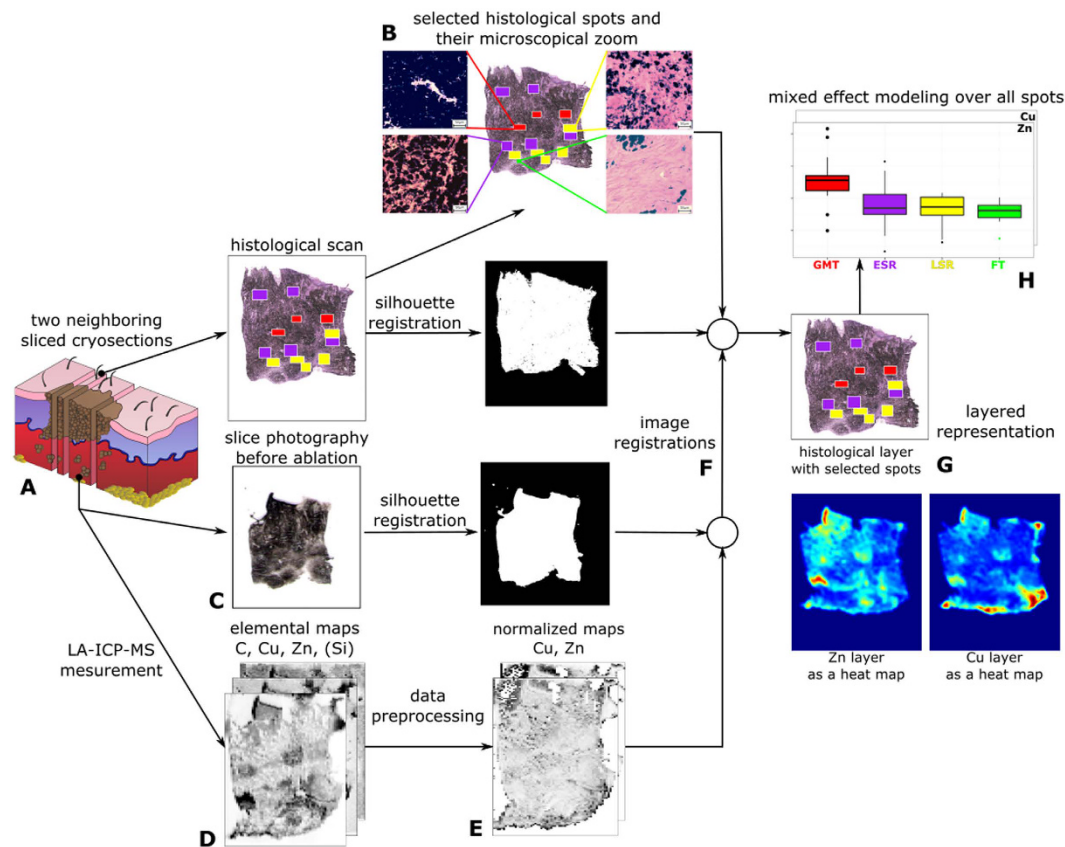 selected histological spots and
their microscopical zoom
B
mixed effect modeling over all spots
Cu
Zn
GMT
ESR
LSR
FT
H
histological scan
two neighboring
sliced cryosections
silhouette
registration
A
slice photography
before ablation
silhouette
registration
C
image
registrations
F
layered
representation
histological layer
with selected spots
G
LA-ICP-MS
mesurement
elemental maps
C, Cu, Zn, (Si)
data
preprocessing
normalized maps
Cu, Zn
D
E
Zn layer
as a heat map
Cu layer
as a heat map